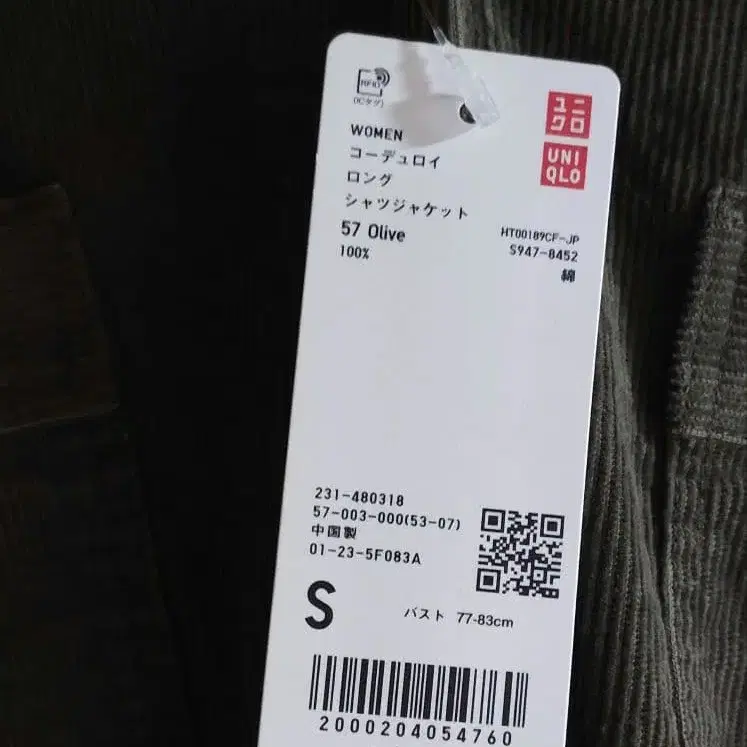 RFID
(ICタグ)
ユニ
クロ
UNI
QLO
WOMEN
コーデュロイ
ロング
シャツジャケット
57 Olive
HT00189CF-JP
100%
S947-8452
綿
231-480318
57-003-000(53-07)
中国製
01-23-5F083A
S
バスト 77-83cm
2000204054760